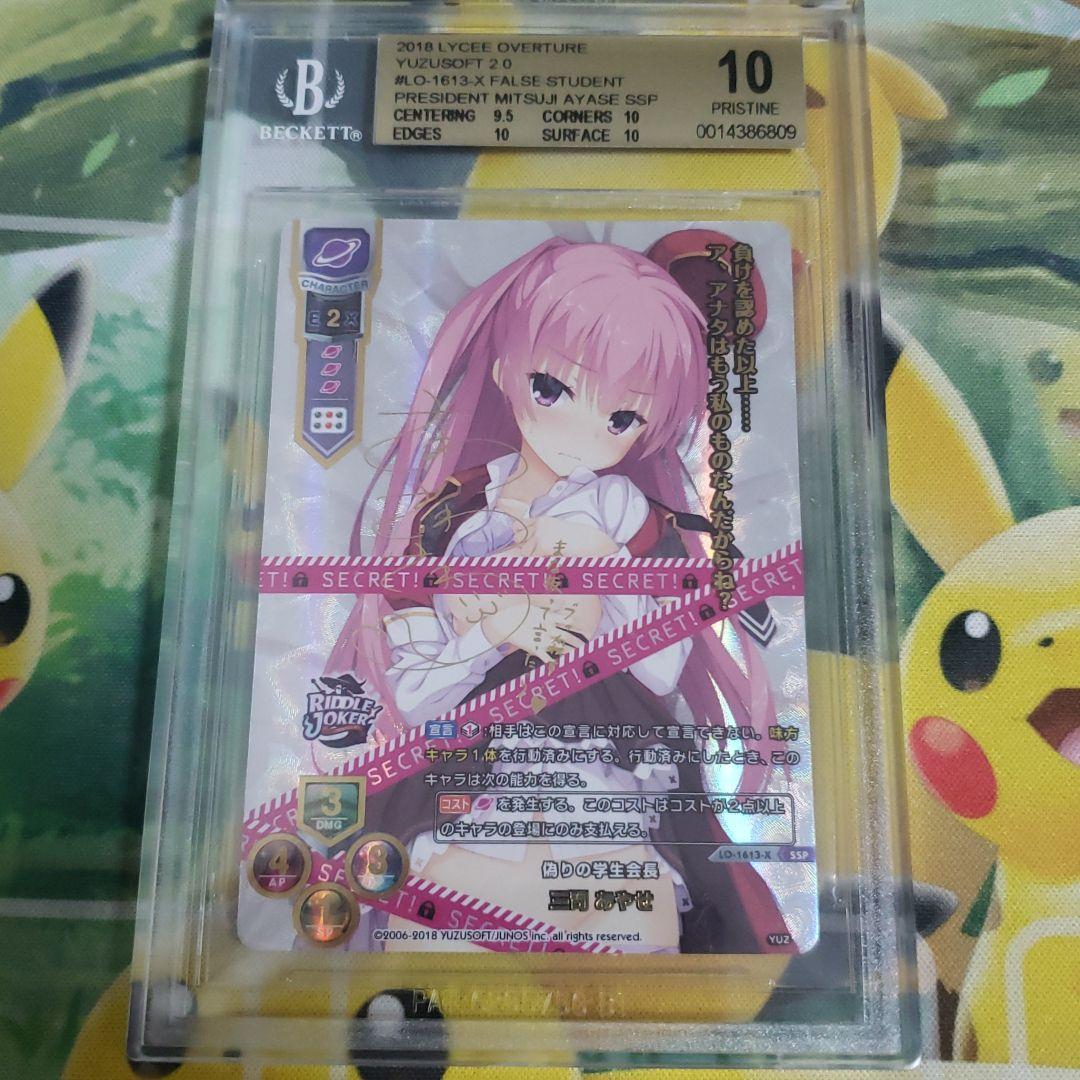 2018 LYCEE OVERTURE
YUZUSOFT 2.0
#LO-1613-X FALSE STUDENT
PRESIDENT MITSUJI AYASE SSP
CENTERING 9.5 CORNERS 10
EDGES 10 SURFACE 10
10
PRISTINE
0014386809
B
BECKETT®
CHARACTER
E 2 X
負けを認めた以上……
ア、アナタはもう私のものなんだからね?
SECRET! SECRET! SECRET! SECRET!
SECRET! SECRET! SECRET! SECRET!
RIDDLE JOKER
宣言 1:相手はこの宣言に対応して宣言できない。味方
キャラ1体を行動済みにする。行動済みにしたとき、この
キャラは次の能力を得る。
コスト を発生する。このコストはコストが2点以上
のキャラの登場にのみ支払える。
3
DMG
4
AP
SP
LO-1613-X SSP
偽りの学生会長
あやせ
©2006-2018 YUZUSOFT/JUNOS inc. all rights reserved.
YUZ